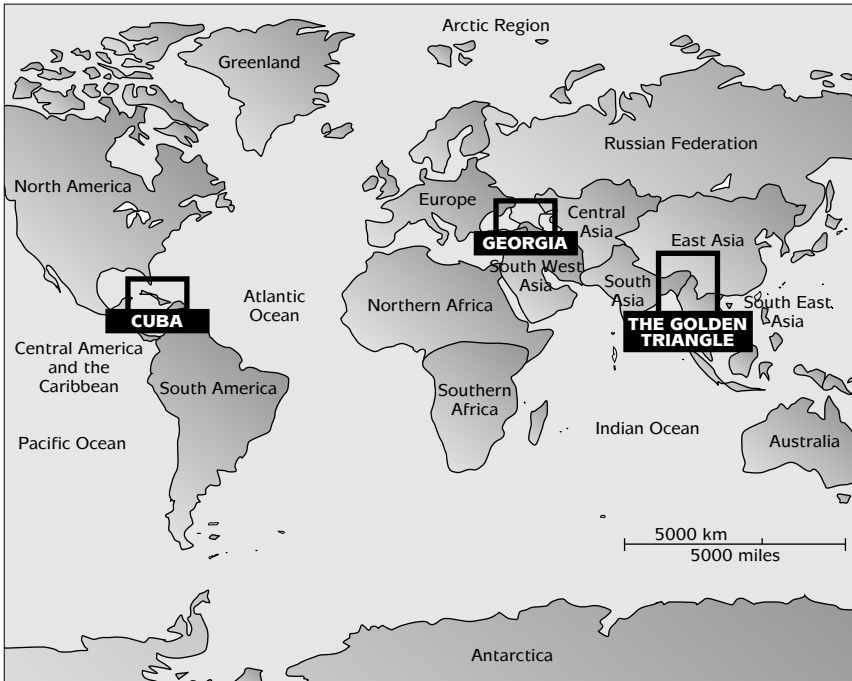 Arctic Region
Greenland
Russian Federation
North America
Europe
Central
Asia
East Asia
GEORGIA
South West
Asia
South
Asia
Atlantic
Ocean
Northern Africa
South East
Asia
CUBA
THE GOLDEN
TRIANGLE
Central America
and the
Caribbean
South America
Southern
Africa
Pacific Ocean
Indian Ocean
Australia
5000 km
5000 miles
Antarctica